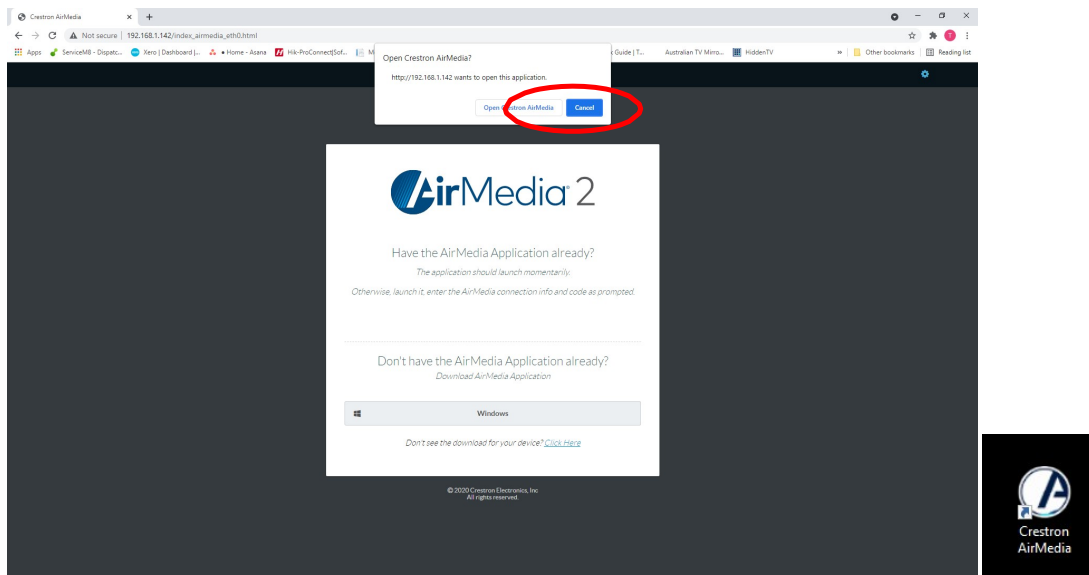 Crestron AirMedia
Not secure | 192.168.1.142/index_airmedia_eth0.html
Apps
ServiceM8 - Dispatc...
Xero | Dashboard |...
Home - Asana
Hik-ProConnect(Sof...
M
Guide | T...
Australian TV Mirro...
HiddenTV
Other bookmarks
Reading list
Open Crestron AirMedia?
http://192.168.1.142 wants to open this application.
Open Crestron AirMedia
Cancel
AirMedia 2
Have the AirMedia Application already?
The application should launch momentarily.
Otherwise, launch it, enter the AirMedia connection info and code as prompted.
Don't have the AirMedia Application already?
Download AirMedia Application
Windows
Don't see the download for your device? Click Here
© 2020 Crestron Electronics, Inc
All rights reserved.
Crestron
AirMedia